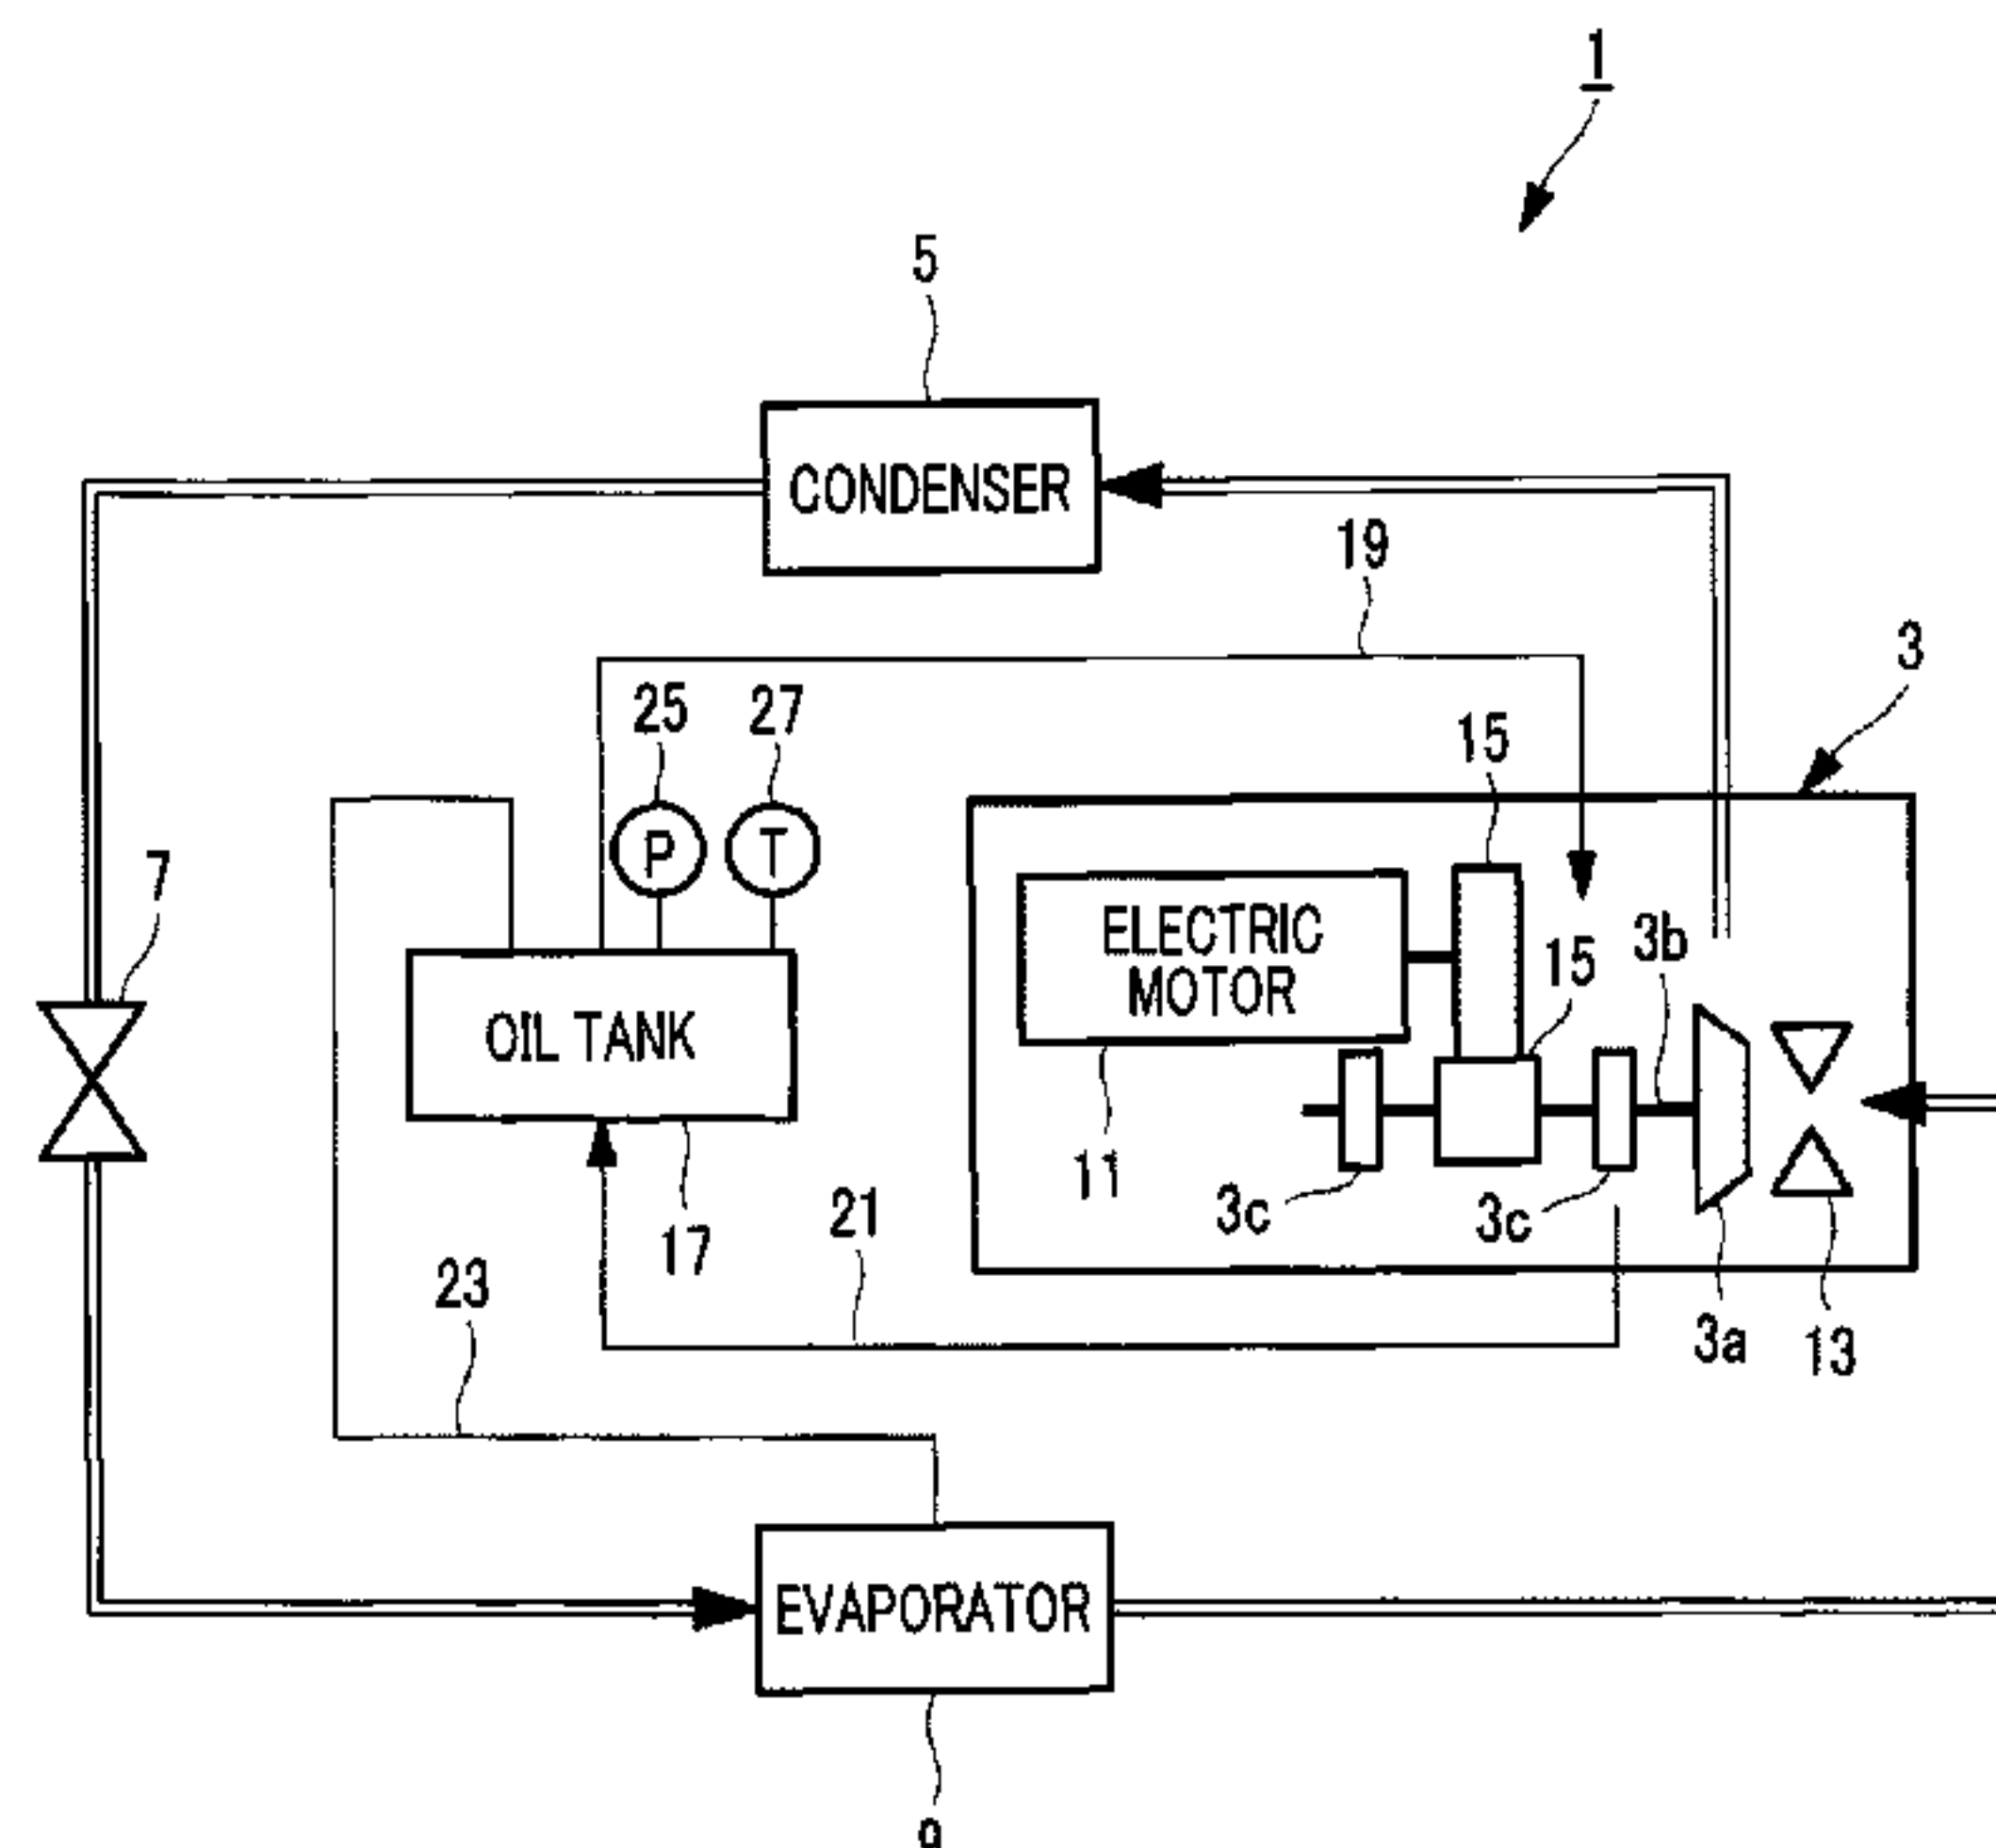 1
5
CONDENSER
19
3
25
27
15
7
P
T
ELECTRIC
MOTOR
15
3b
OIL TANK
11
3c
3c
21
17
23
3a
13
EVAPORATOR
9